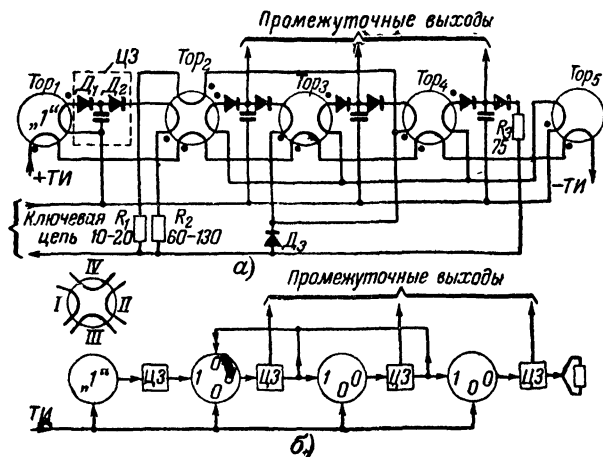 Промежуточные выходы
ЦЗ
Тор1 Д1 Д2 Тор2 Тор3 Тор4 Тор5
„1“
R3
75
+ТИ
−ТИ
Ключевая
цепь
R1
10-20
R2
60-130
Д3
а)
IV
I II
III
Промежуточные выходы
„1“ ЦЗ 1 0 0 ЦЗ 1 0 0 ЦЗ 1 0 0 ЦЗ
ТИ
б)